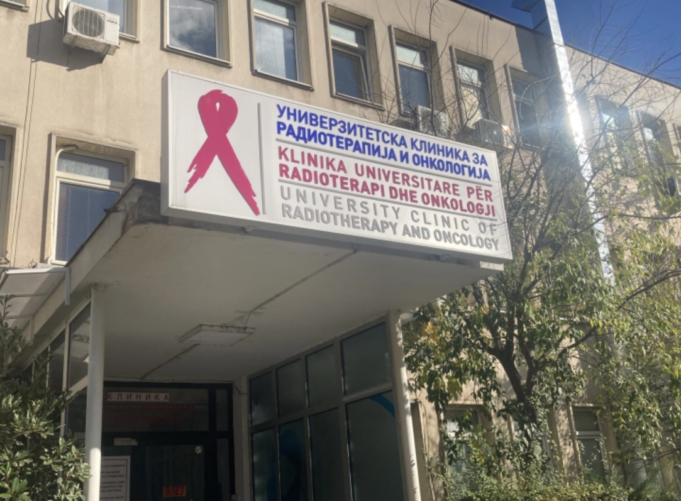 УНИВЕРЗИТЕТСКА КЛИНИКА ЗА
РАДИОТЕРАПИЈА И ОНКОЛОГИЈА
KLINIKA UNIVERSITARE PËR
RADIOTERAPI DHE ONKOLOGJI
UNIVERSITY CLINIC OF
RADIOTHERAPY AND ONCOLOGY
КЛИНИКА